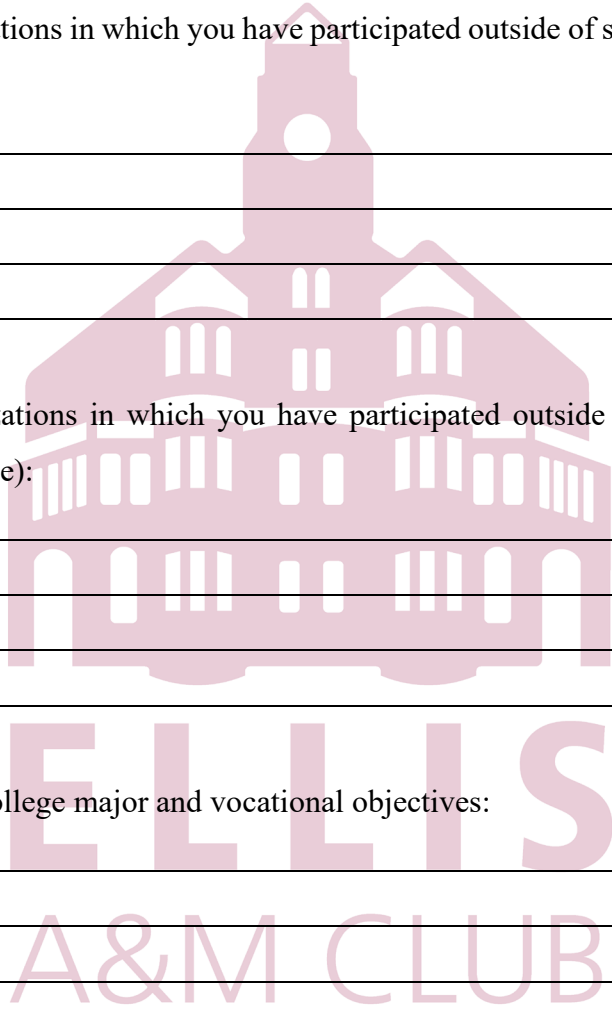 tions in which you have participated outside of s
ations in which you have participated outside
e):
llege major and vocational objectives:
ELLIS
A&M CLUB